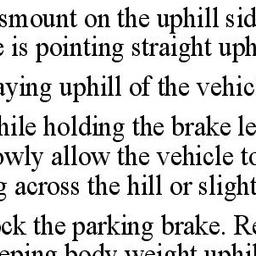 smount on the uphill sid
e is pointing straight uph
aying uphill of the vehic
hile holding the brake le
owly allow the vehicle to
g across the hill or slight
ck the parking brake. Re
eeping body weight uphil